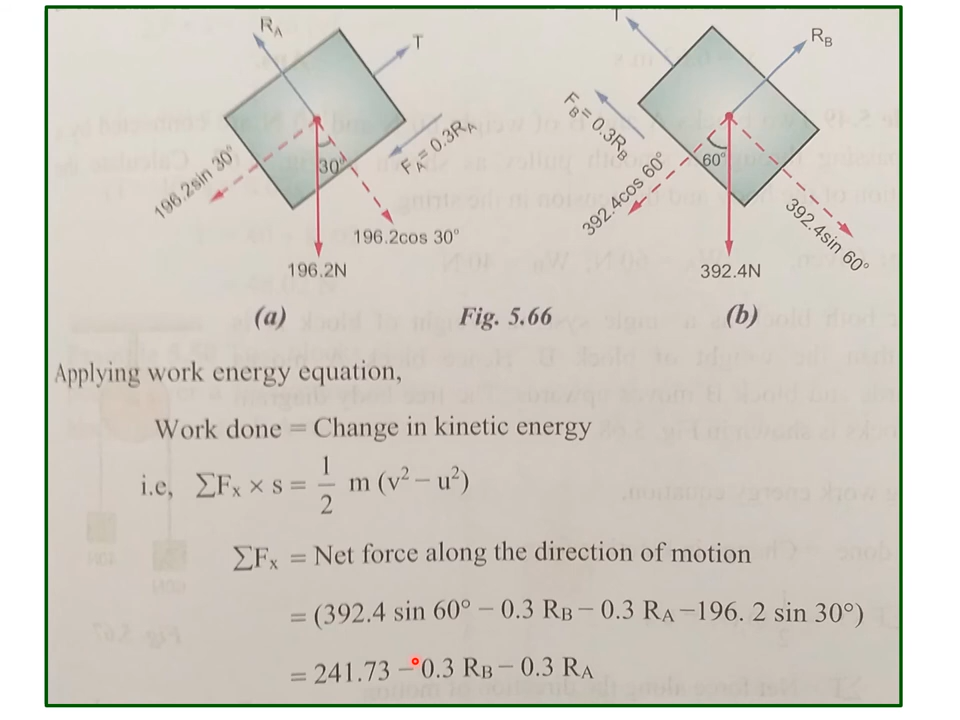 R_A
T
30°
F_A = 0.3R_A
196.2sin 30°
196.2cos 30°
196.2N
T
R_B
F_B = 0.3R_B
60°
392.4cos 60°
392.4sin 60°
392.4N
(a) Fig. 5.66 (b)
Applying work energy equation,
Work done = Change in kinetic energy
i.e, ∑Fₓ × s = 1/2 m (v² – u²)
∑Fₓ = Net force along the direction of motion
= (392.4 sin 60° – 0.3 R_B – 0.3 R_A –196. 2 sin 30°)
= 241.73 – 0.3 R_B – 0.3 R_A